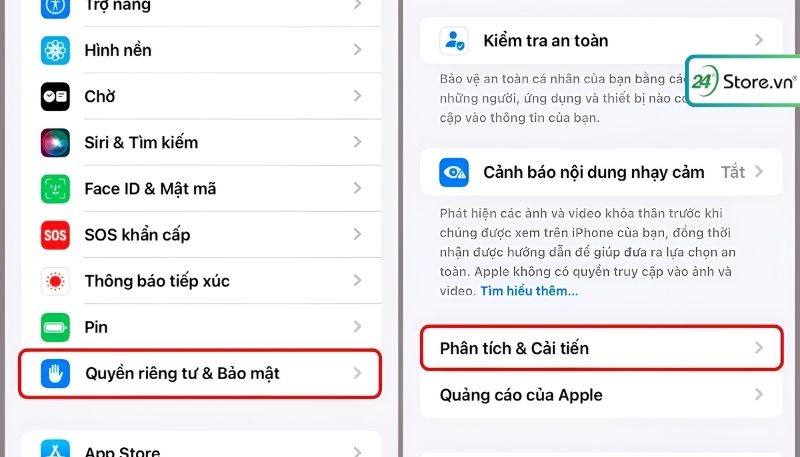 Trợ năng
Hình nền
Chờ
Siri & Tìm kiếm
Face ID & Mật mã
SOS
SOS khẩn cấp
Thông báo tiếp xúc
Pin
Quyền riêng tư & Bảo mật
App Store
Kiểm tra an toàn
Bảo vệ an toàn cá nhân của bạn bằng
những người, ứng dụng và thiết bị nào
cập vào thông tin của bạn.
24h Store.vn®
Cảnh báo nội dung nhạy cảm Tắt
Phát hiện các ảnh và video khỏa thân trước khi
chúng được xem trên iPhone của bạn, đồng thời
nhận được hướng dẫn để giúp đưa ra lựa chọn an
toàn. Apple không có quyền truy cập vào ảnh và
video. Tìm hiểu thêm...
Phân tích & Cải tiến
Quảng cáo của Apple